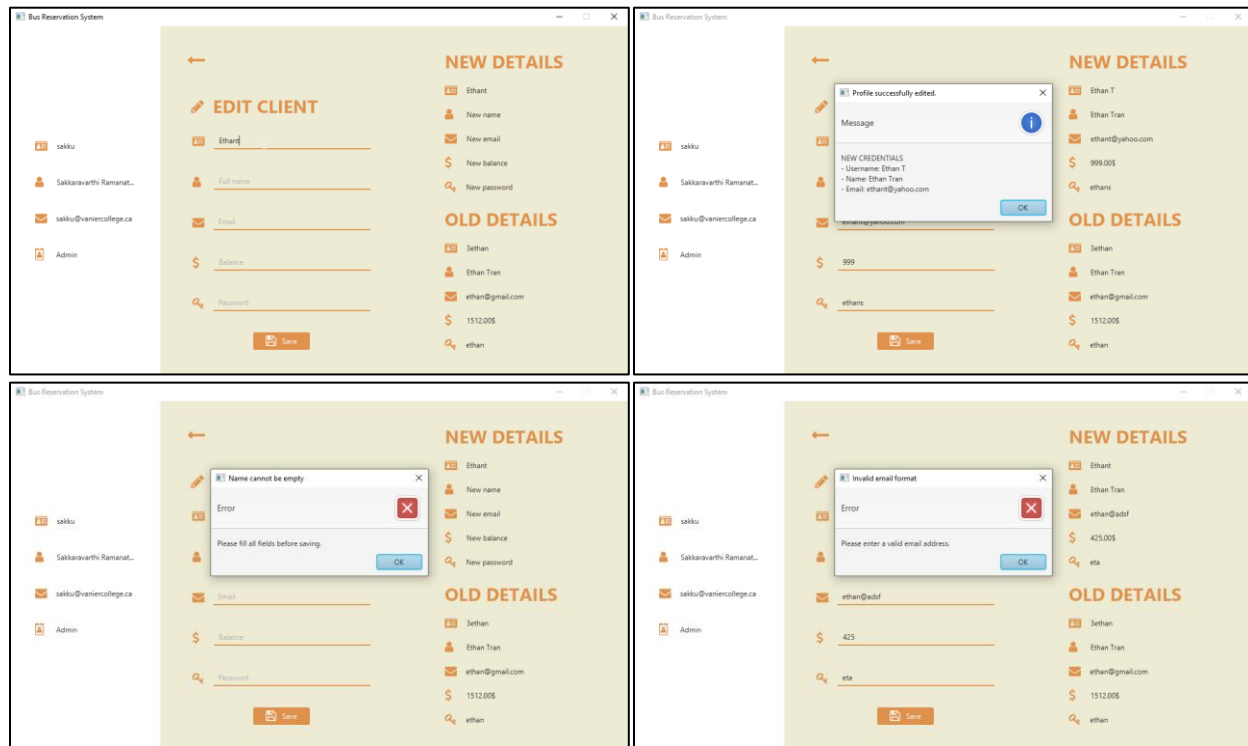 Bus Reservation System
sakku
Sakkaravarthi Ramanat...
sakku@vaniercollege.ca
Admin
EDIT CLIENT
Ethant
Full name
Email
Balance
Password
Save
NEW DETAILS
Ethant
New name
New email
New balance
New password
OLD DETAILS
3ethan
Ethan Tran
ethan@gmail.com
1512.00$
ethan
Bus Reservation System
sakku
Sakkaravarthi Ramanat...
sakku@vaniercollege.ca
Admin
Profile successfully edited.
Message
NEW CREDENTIALS
- Username: Ethan T
- Name: Ethan Tran
- Email: ethant@yahoo.com
OK
ethant@yahoo.com
999
ethans
Save
NEW DETAILS
Ethan T
Ethan Tran
ethant@yahoo.com
999.00$
ethans
OLD DETAILS
3ethan
Ethan Tran
ethan@gmail.com
1512.00$
ethan
Bus Reservation System
sakku
Sakkaravarthi Ramanat...
sakku@vaniercollege.ca
Admin
Name cannot be empty
Error
Please fill all fields before saving.
OK
Email
Balance
Password
Save
NEW DETAILS
Ethant
New name
New email
New balance
New password
OLD DETAILS
3ethan
Ethan Tran
ethan@gmail.com
1512.00$
ethan
Bus Reservation System
sakku
Sakkaravarthi Ramanat...
sakku@vaniercollege.ca
Admin
Invalid email format
Error
Please enter a valid email address.
OK
ethan@adsf
425
eta
Save
NEW DETAILS
Ethant
Ethan Tran
ethan@adsf
425.00$
eta
OLD DETAILS
3ethan
Ethan Tran
ethan@gmail.com
1512.00$
ethan